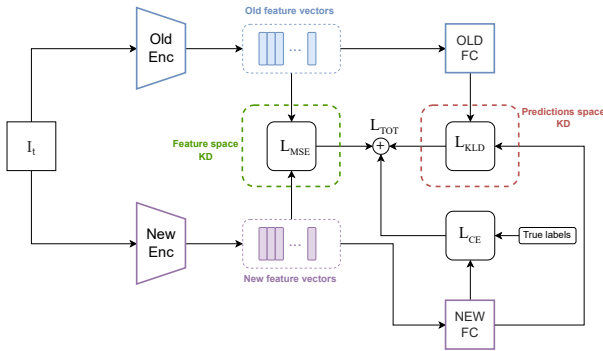 Old feature vectors
Old
Enc
...
OLD
FC
Predictions space
KD
L_TOT
Feature space
KD
L_MSE
+
L_KLD
I_t
New
Enc
...
New feature vectors
L_CE
True labels
NEW
FC